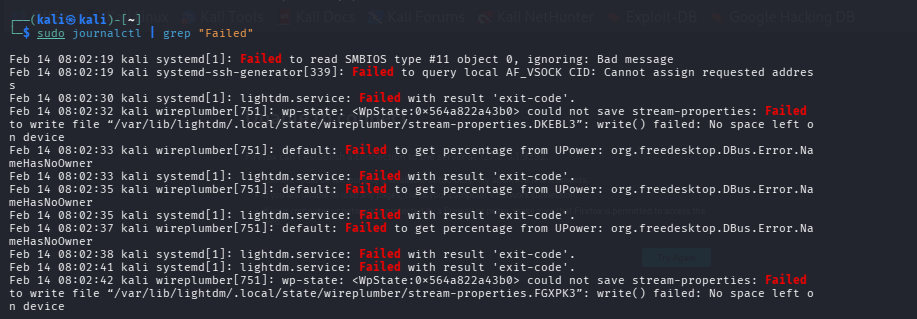 Kali Tools Kali Docs Kali Forums Kali NetHunter Exploit-DB Google Hacking DB
┌──(kali㉿kali)-[~]
└─$ sudo journalctl | grep "Failed"
Feb 14 08:02:19 kali systemd[1]: Failed to read SMBIOS type #11 object 0, ignoring: Bad message
Feb 14 08:02:19 kali systemd-ssh-generator[339]: Failed to query local AF_VSOCK CID: Cannot assign requested addres
s
Feb 14 08:02:30 kali systemd[1]: lightdm.service: Failed with result 'exit-code'.
Feb 14 08:02:32 kali wireplumber[751]: wp-state: <WpState:0×564a822a43b0> could not save stream-properties: Failed
to write file “/var/lib/lightdm/.local/state/wireplumber/stream-properties.DKEBL3”: write() failed: No space left o
n device
Feb 14 08:02:33 kali wireplumber[751]: default: Failed to get percentage from UPower: org.freedesktop.DBus.Error.Na
meHasNoOwner
Feb 14 08:02:33 kali systemd[1]: lightdm.service: Failed with result 'exit-code'.
Feb 14 08:02:35 kali wireplumber[751]: default: Failed to get percentage from UPower: org.freedesktop.DBus.Error.Na
meHasNoOwner
Feb 14 08:02:35 kali systemd[1]: lightdm.service: Failed with result 'exit-code'.
Feb 14 08:02:37 kali wireplumber[751]: default: Failed to get percentage from UPower: org.freedesktop.DBus.Error.Na
meHasNoOwner
Feb 14 08:02:38 kali systemd[1]: lightdm.service: Failed with result 'exit-code'.
Feb 14 08:02:41 kali systemd[1]: lightdm.service: Failed with result 'exit-code'.
Feb 14 08:02:42 kali wireplumber[751]: wp-state: <WpState:0×564a822a43b0> could not save stream-properties: Failed
to write file “/var/lib/lightdm/.local/state/wireplumber/stream-properties.FGXPK3”: write() failed: No space left o
n device